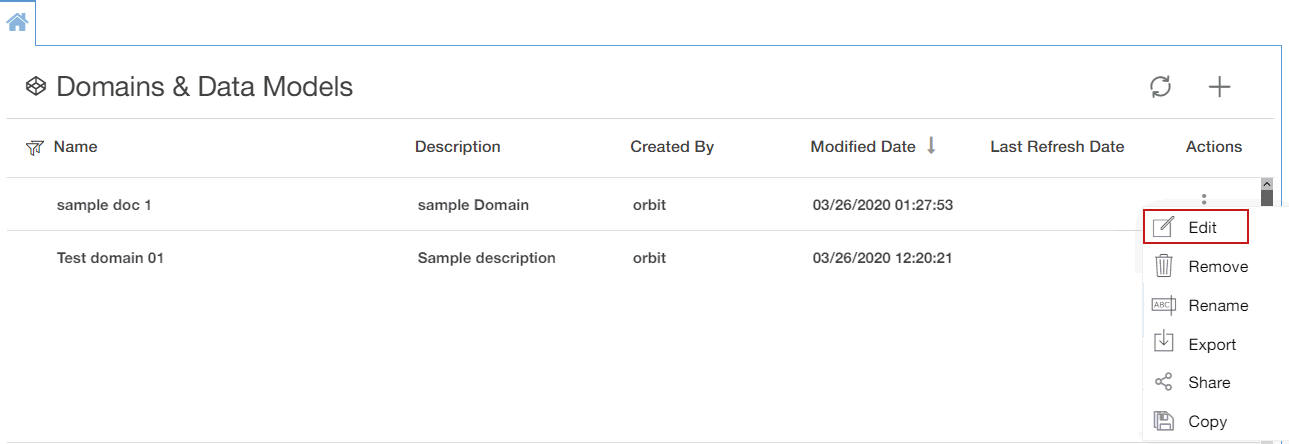 Domains & Data Models
Name Description Created By Modified Date Last Refresh Date Actions
sample doc 1 sample Domain orbit 03/26/2020 01:27:53
Edit
Test domain 01 Sample description orbit 03/26/2020 12:20:21
Remove
ABC Rename
Export
Share
Copy